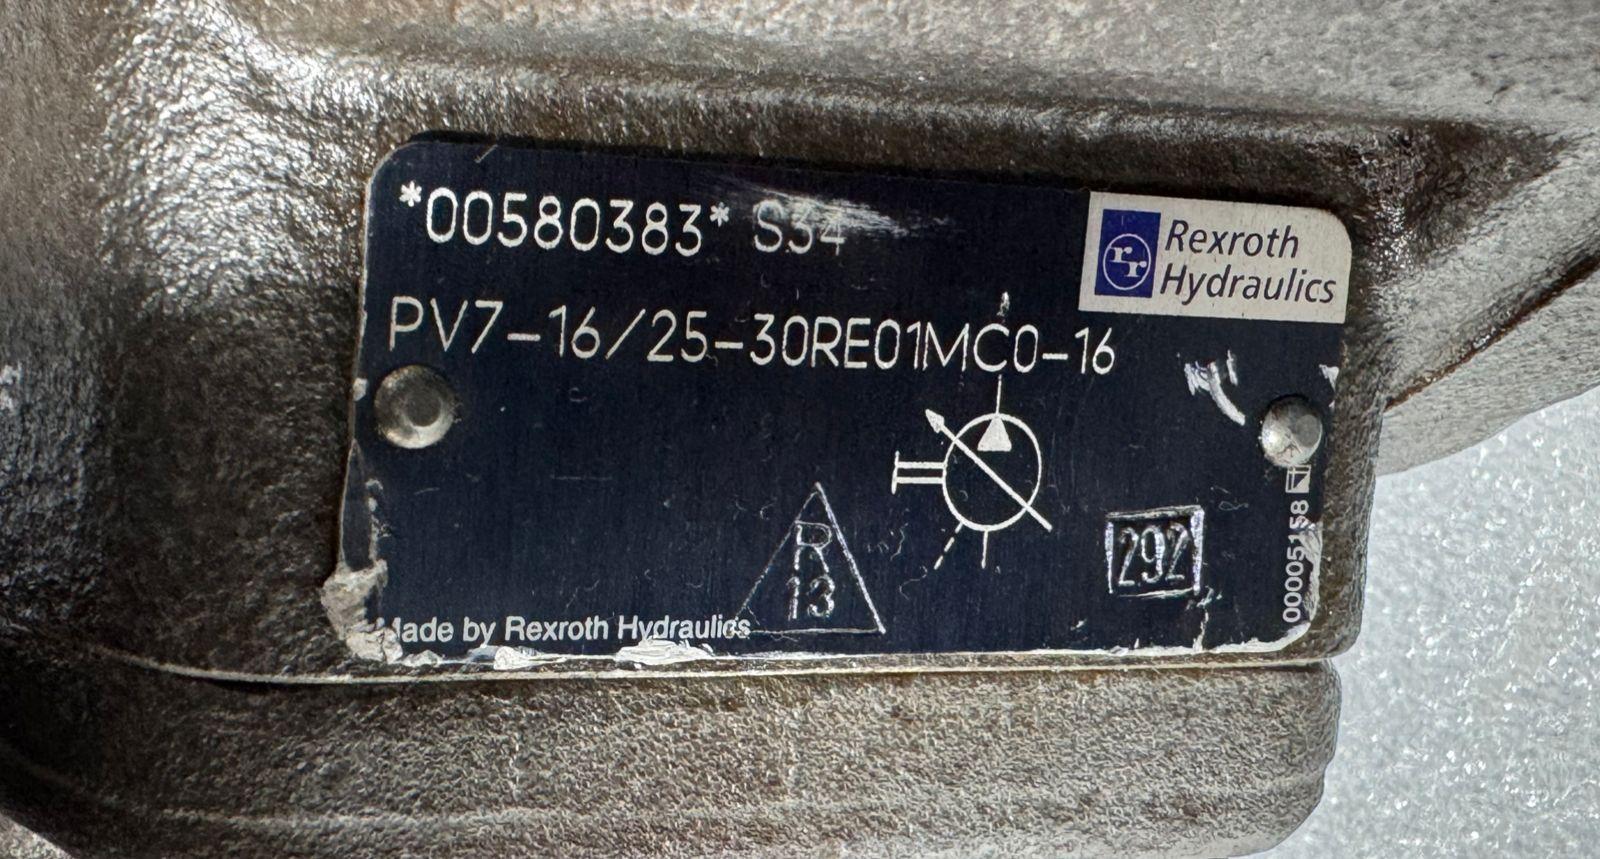 *00580383* S34
Rexroth
Hydraulics
PV7-16/25-30RE01MC0-16
R
13
292
00005158
Made by Rexroth Hydraulics